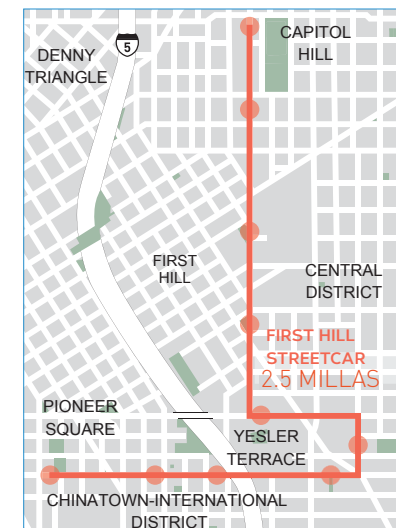 CAPITOL
HILL
5
DENNY
TRIANGLE
FIRST
HILL
CENTRAL
DISTRICT
FIRST HILL
STREETCAR
2.5 MILLAS
PIONEER
SQUARE
YESLER
TERRACE
CHINATOWN-INTERNATIONAL
DISTRICT